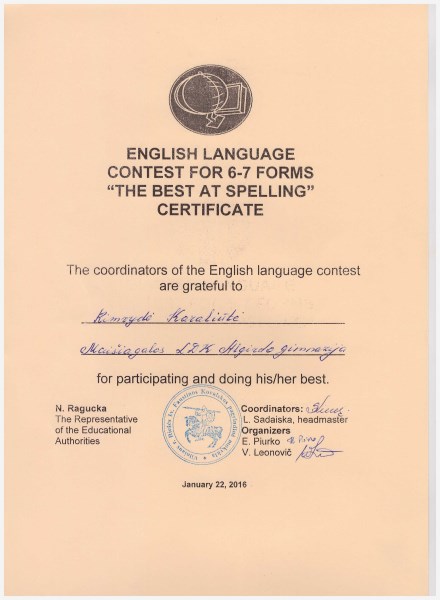 ENGLISH LANGUAGE
CONTEST FOR 6-7 FORMS
“THE BEST AT SPELLING”
CERTIFICATE
The coordinators of the English language contest
are grateful to
Maišiagalos LDK Algirdo gimnazija
for participating and doing his/her best.
N. Ragucka
The Representative
of the Educational
Authorities
Coordinators:
L. Sadaiska, headmaster
Organizers
E. Piurko
V. Leonovič
January 22, 2016